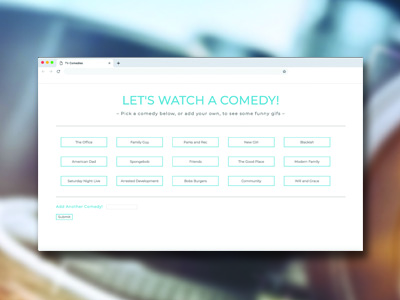 TV Comedies
LET'S WATCH A COMEDY!
~ Pick a comedy below, or add your own, to see some funny gifs ~
The Office
Family Guy
Parks and Rec
New Girl
Blackish
American Dad
Spongebob
Friends
The Good Place
Modern Family
Saturday Night Live
Arrested Development
Bobs Burgers
Community
Will and Grace
Add Another Comedy!
Submit